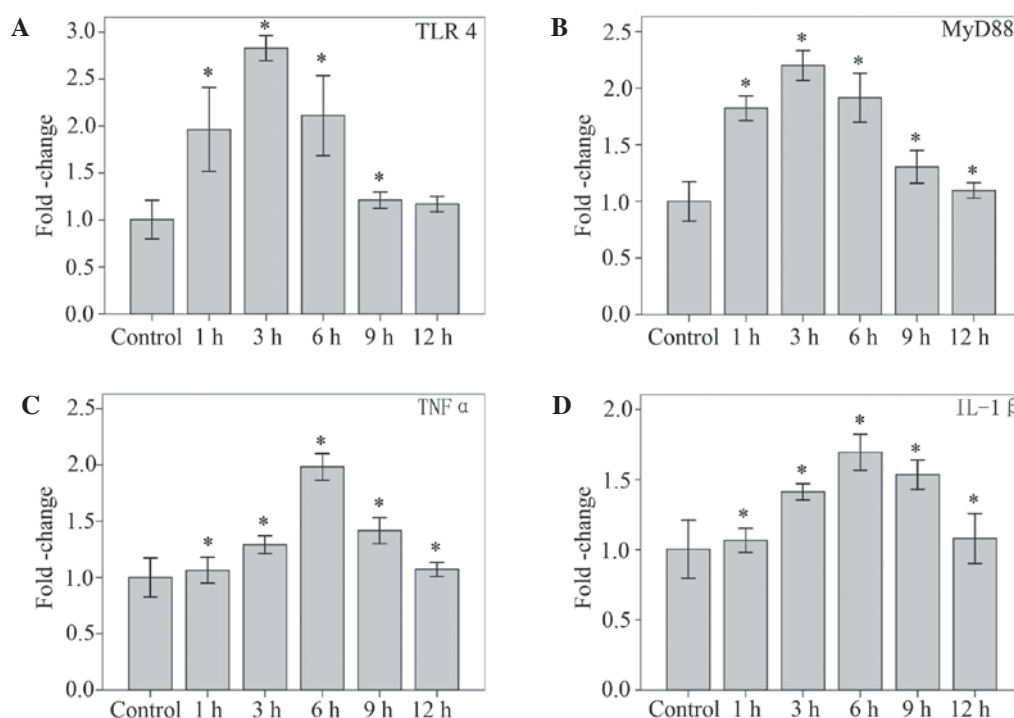 A
TLR 4
Fold -change
3.0
2.5
2.0
1.5
1.0
0.5
0.0
* * * *
Control 1 h 3 h 6 h 9 h 12 h
B
MyD88
Fold -change
2.5
2.0
1.5
1.0
0.5
0.0
* * * * *
Control 1 h 3 h 6 h 9 h 12 h
C
TNF α
Fold -change
2.5
2.0
1.5
1.0
0.5
0.0
* * * * *
Control 1 h 3 h 6 h 9 h 12 h
D
IL-1 β
Fold -change
2.0
1.5
1.0
0.5
0.0
* * * * *
Control 1 h 3 h 6 h 9 h 12 h